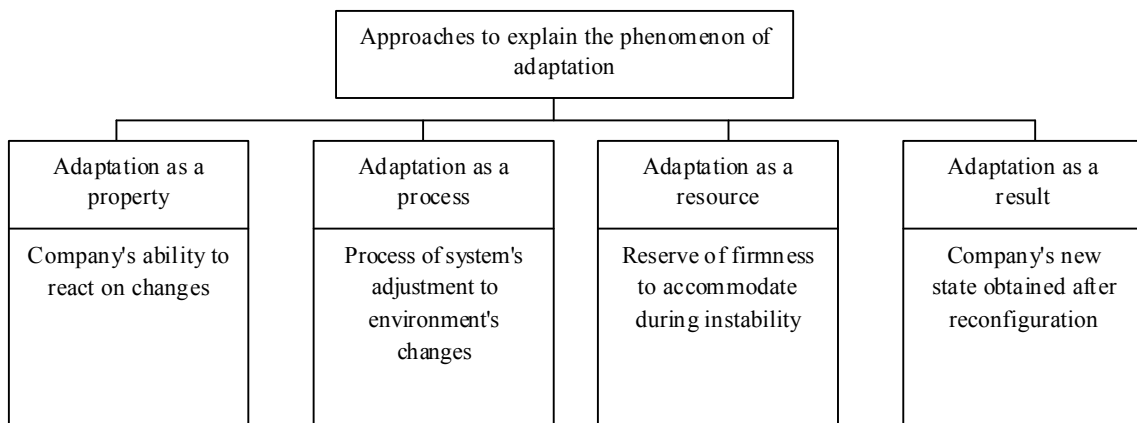 Approaches to explain the phenomenon of
adaptation
Adaptation as a
property
Company's ability to
react on changes
Adaptation as a
process
Process of system's
adjustment to
environment's
changes
Adaptation as a
resource
Reserve of firmness
to accommodate
during instability
Adaptation as a
result
Company's new
state obtained after
reconfiguration